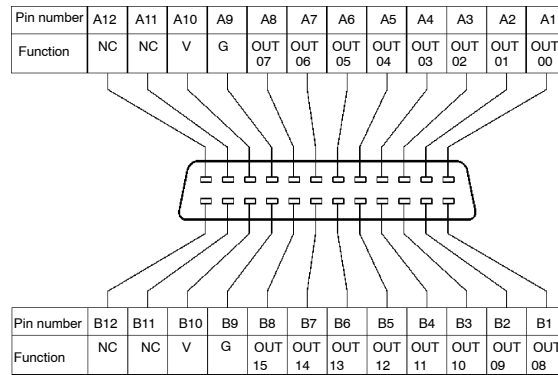 Pin number A12 A11 A10 A9 A8 A7 A6 A5 A4 A3 A2 A1
Function NC NC V G OUT 07 OUT 06 OUT 05 OUT 04 OUT 03 OUT 02 OUT 01 OUT 00
Pin number B12 B11 B10 B9 B8 B7 B6 B5 B4 B3 B2 B1
Function NC NC V G OUT 15 OUT 14 OUT 13 OUT 12 OUT 11 OUT 10 OUT 09 OUT 08